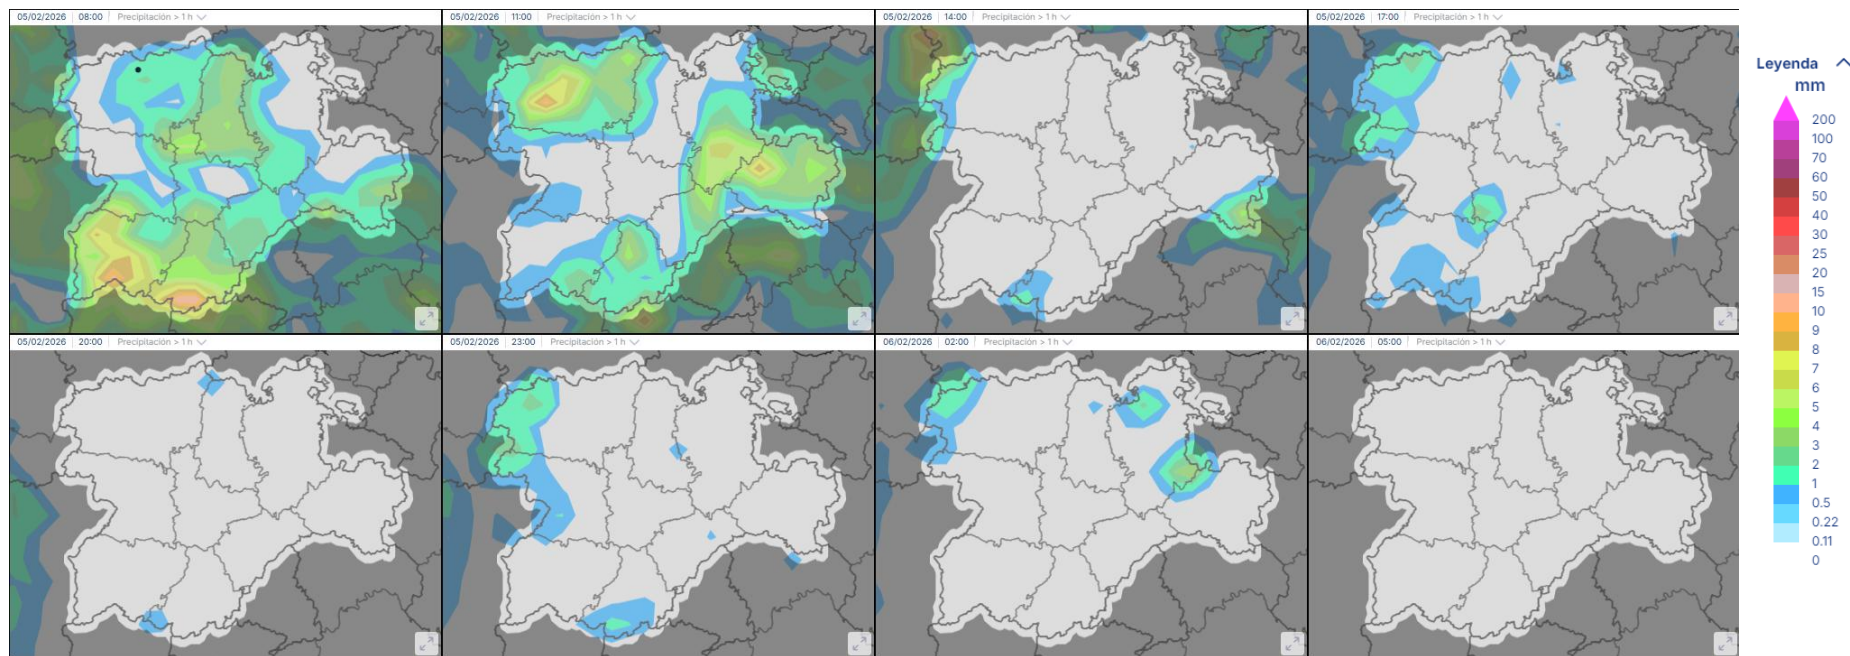 05/02/2026 08:00 Precipitación > 1 h
05/02/2026 11:00 Precipitación > 1 h
05/02/2026 14:00 Precipitación > 1 h
05/02/2026 17:00 Precipitación > 1 h
05/02/2026 20:00 Precipitación > 1 h
05/02/2026 23:00 Precipitación > 1 h
06/02/2026 02:00 Precipitación > 1 h
06/02/2026 05:00 Precipitación > 1 h
Leyenda
mm
200
100
70
60
50
40
30
25
20
15
10
9
8
7
6
5
4
3
2
1
0.5
0.22
0.11
0